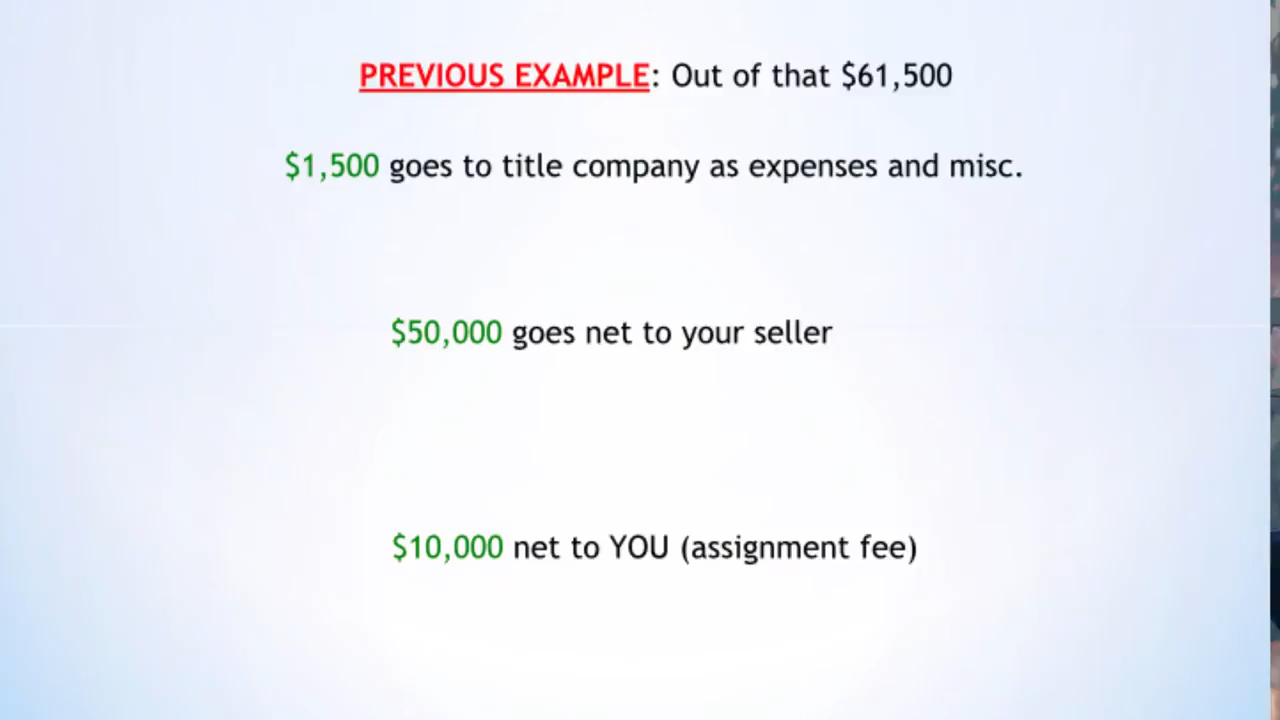 PREVIOUS EXAMPLE: Out of that $61,500
$1,500 goes to title company as expenses and misc.
$50,000 goes net to your seller
$10,000 net to YOU (assignment fee)